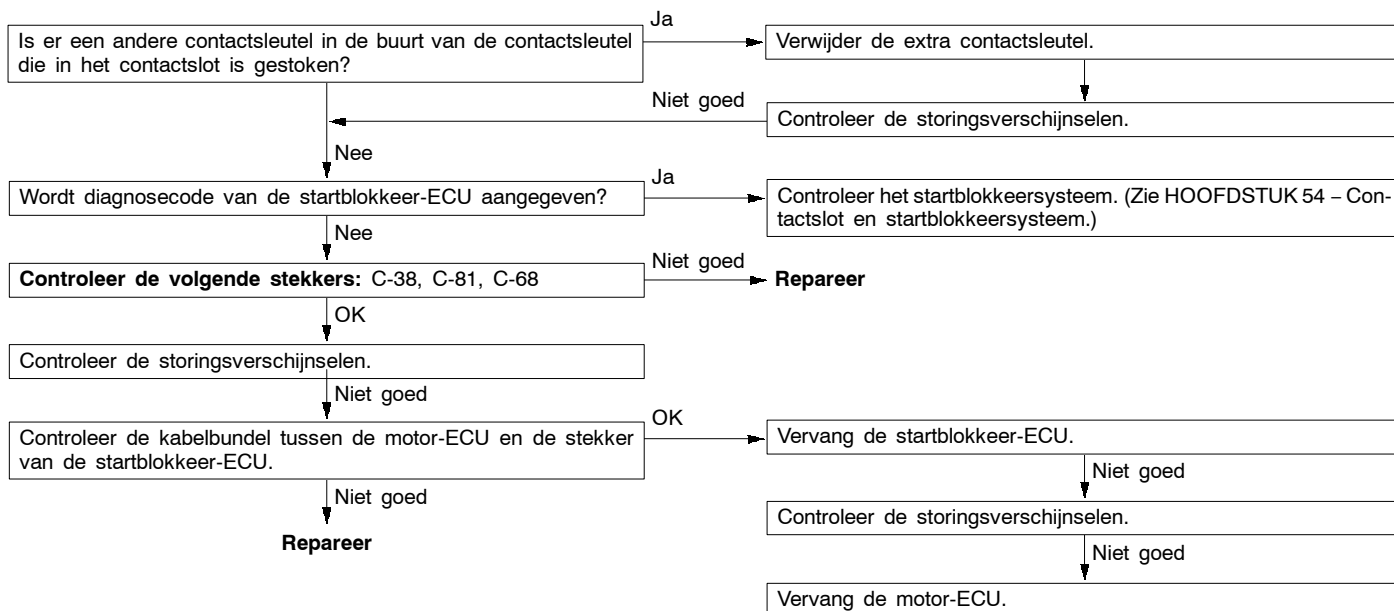 Is er een andere contactsleutel in de buurt van de contactsleutel
die in het contactslot is gestoken?
Ja
Verwijder de extra contactsleutel.
Niet goed
Controleer de storingsverschijnselen.
Nee
Wordt diagnosecode van de startblokkeer-ECU aangegeven?
Ja
Controleer het startblokkeersysteem. (Zie HOOFDSTUK 54 – Con-
tactslot en startblokkeersysteem.)
Nee
Controleer de volgende stekkers: C-38, C-81, C-68
Niet goed
Repareer
OK
Controleer de storingsverschijnselen.
Niet goed
Controleer de kabelbundel tussen de motor-ECU en de stekker
van de startblokkeer-ECU.
OK
Vervang de startblokkeer-ECU.
Niet goed
Repareer
Niet goed
Controleer de storingsverschijnselen.
Niet goed
Vervang de motor-ECU.